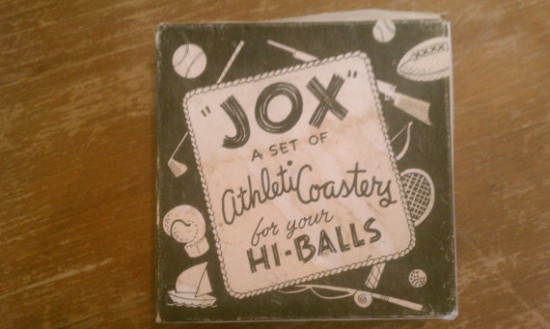 "JOX"
A SET OF
AthletiCoasters
for your
HI-BALLS